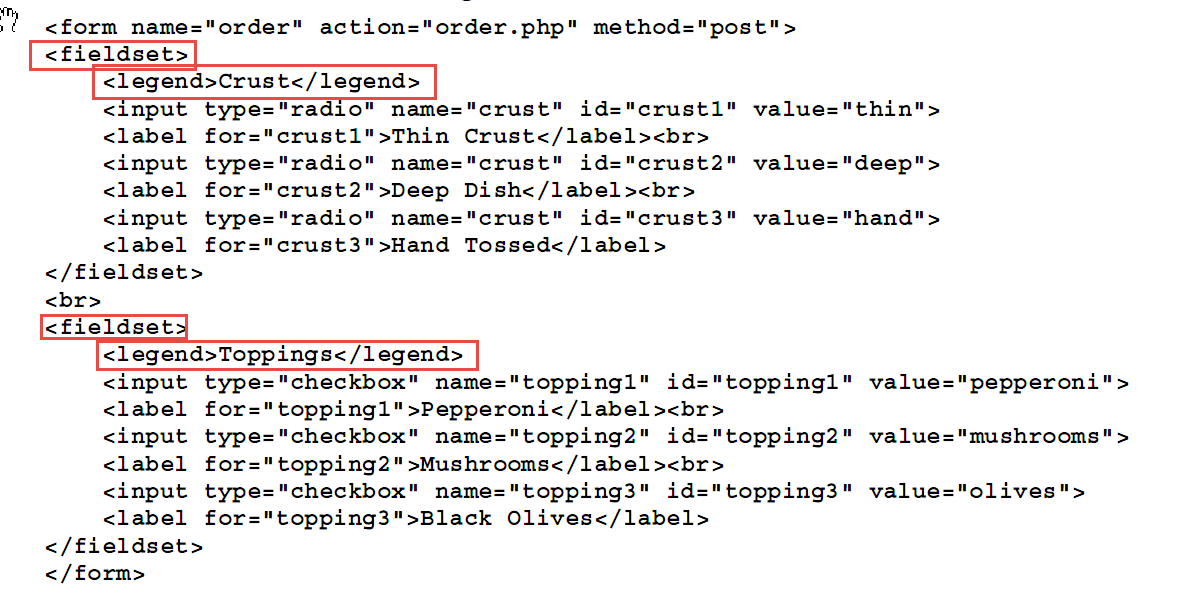 <form name="order" action="order.php" method="post">
<fieldset>
<legend>Crust</legend>
<input type="radio" name="crust" id="crust1" value="thin">
<label for="crust1">Thin Crust</label><br>
<input type="radio" name="crust" id="crust2" value="deep">
<label for="crust2">Deep Dish</label><br>
<input type="radio" name="crust" id="crust3" value="hand">
<label for="crust3">Hand Tossed</label>
</fieldset>
<br>
<fieldset>
<legend>Toppings</legend>
<input type="checkbox" name="topping1" id="topping1" value="pepperoni">
<label for="topping1">Pepperoni</label><br>
<input type="checkbox" name="topping2" id="topping2" value="mushrooms">
<label for="topping2">Mushrooms</label><br>
<input type="checkbox" name="topping3" id="topping3" value="olives">
<label for="topping3">Black Olives</label>
</fieldset>
</form>